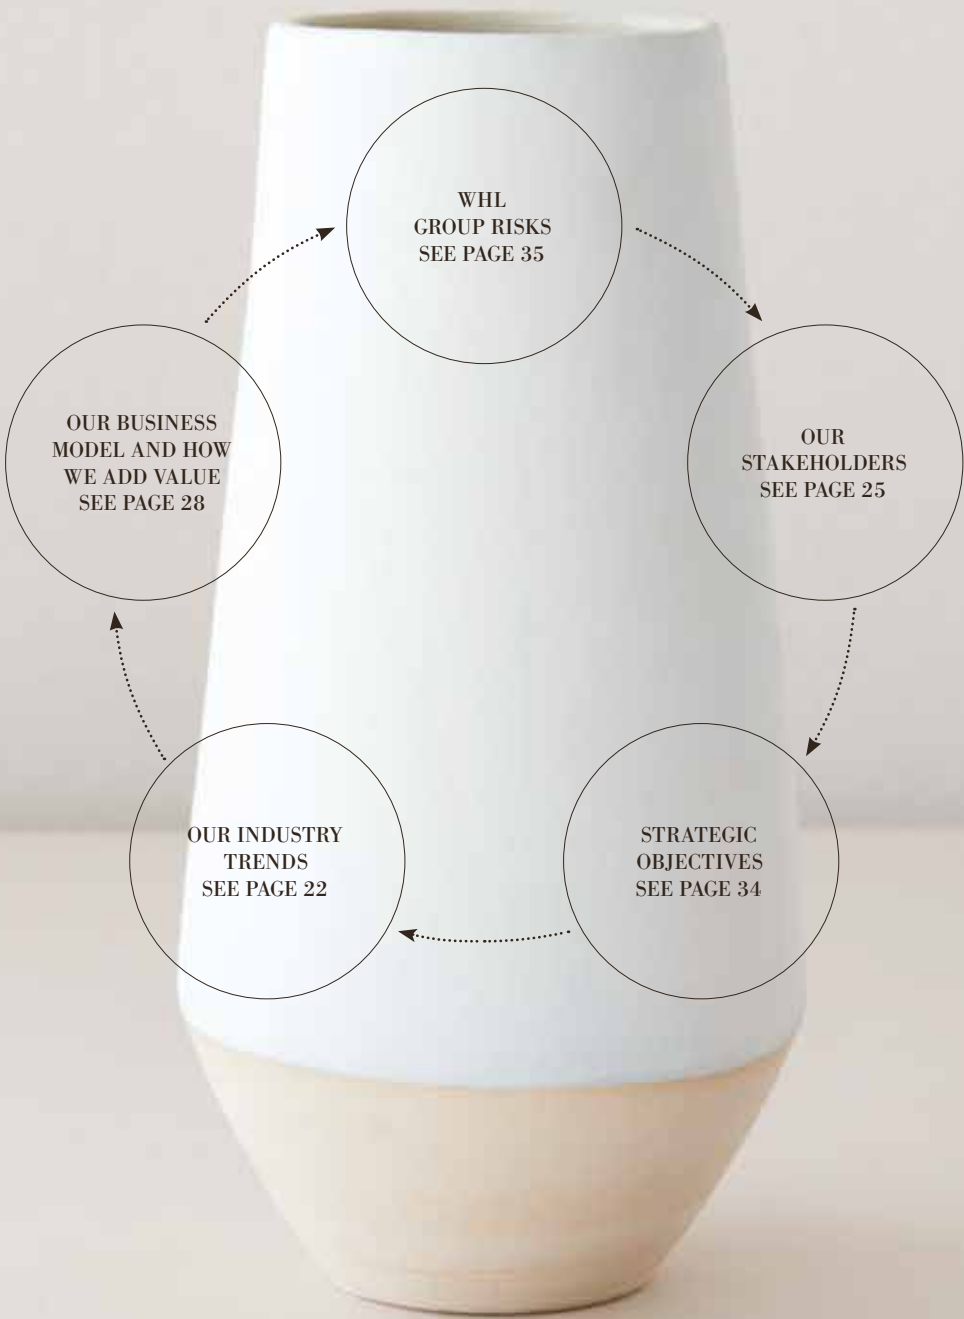 WHL
GROUP RISKS
SEE PAGE 35
OUR BUSINESS
MODEL AND HOW
WE ADD VALUE
SEE PAGE 28
OUR
STAKEHOLDERS
SEE PAGE 25
OUR INDUSTRY
TRENDS
SEE PAGE 22
STRATEGIC
OBJECTIVES
SEE PAGE 34